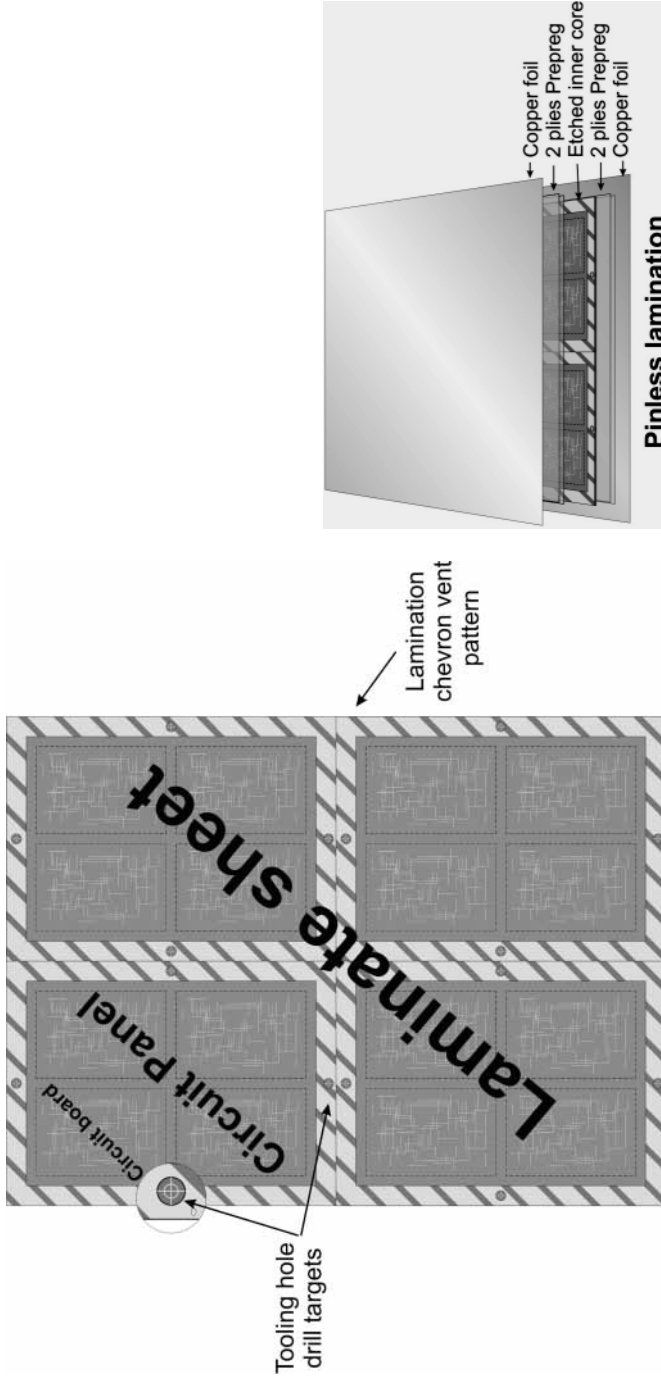 Tooling hole
drill targets
Circuit board
Circuit Panel
Laminate sheet
Lamination
chevron vent
pattern
Copper foil
2 plies Prepreg
Etched inner core
2 plies Prepreg
Copper foil
Pinless lamination